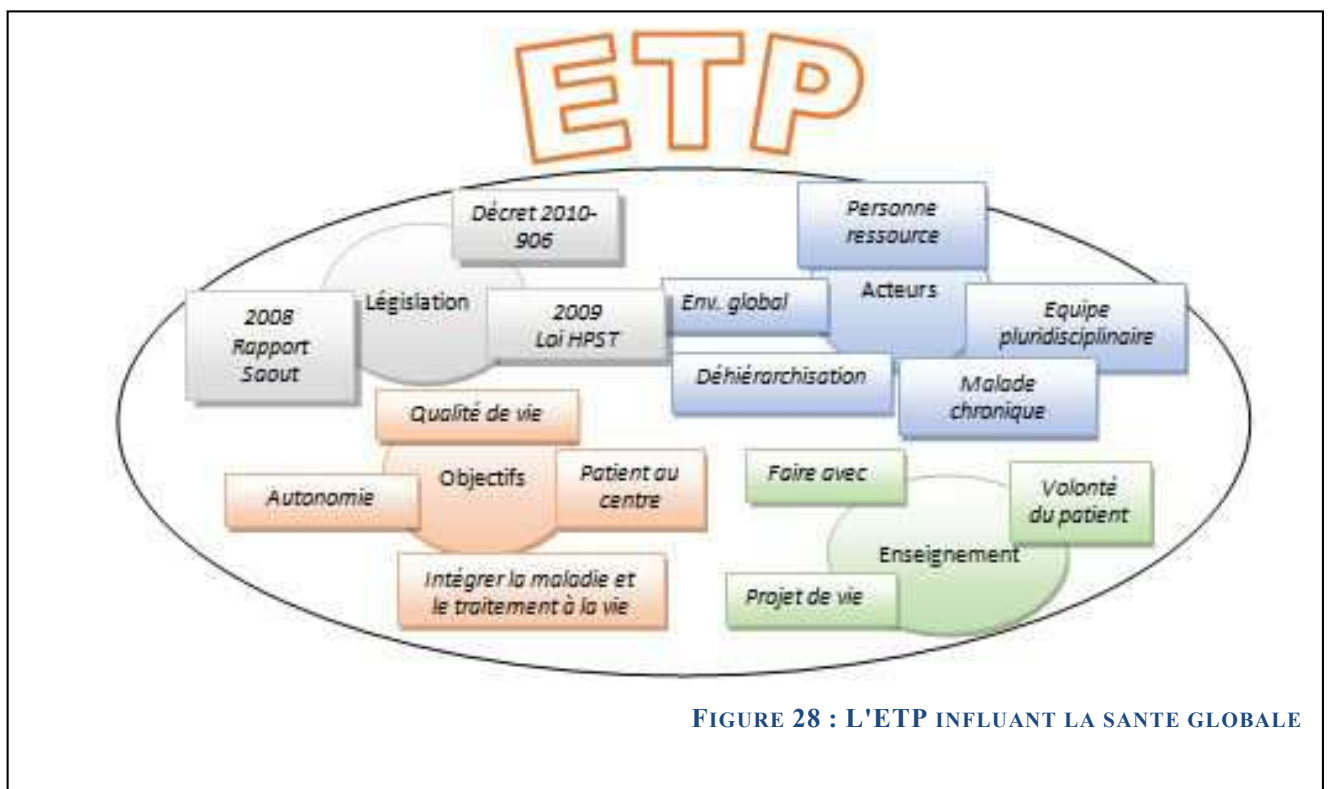 ETP
Décret 2010-
906
Législation
2008
Rapport
Saout
2009
Loi HPST
Personne
ressource
Acteurs
Env. global
Equipe
pluridisciplinaire
Déhiérarchisation
Malade
chronique
Qualité de vie
Objectifs
Autonomie
Patient au
centre
Intégrer la maladie et
le traitement à la vie
Faire avec
Volonté
du patient
Enseignement
Projet de vie
FIGURE 28 : L'ETP INFLUANT LA SANTE GLOBALE